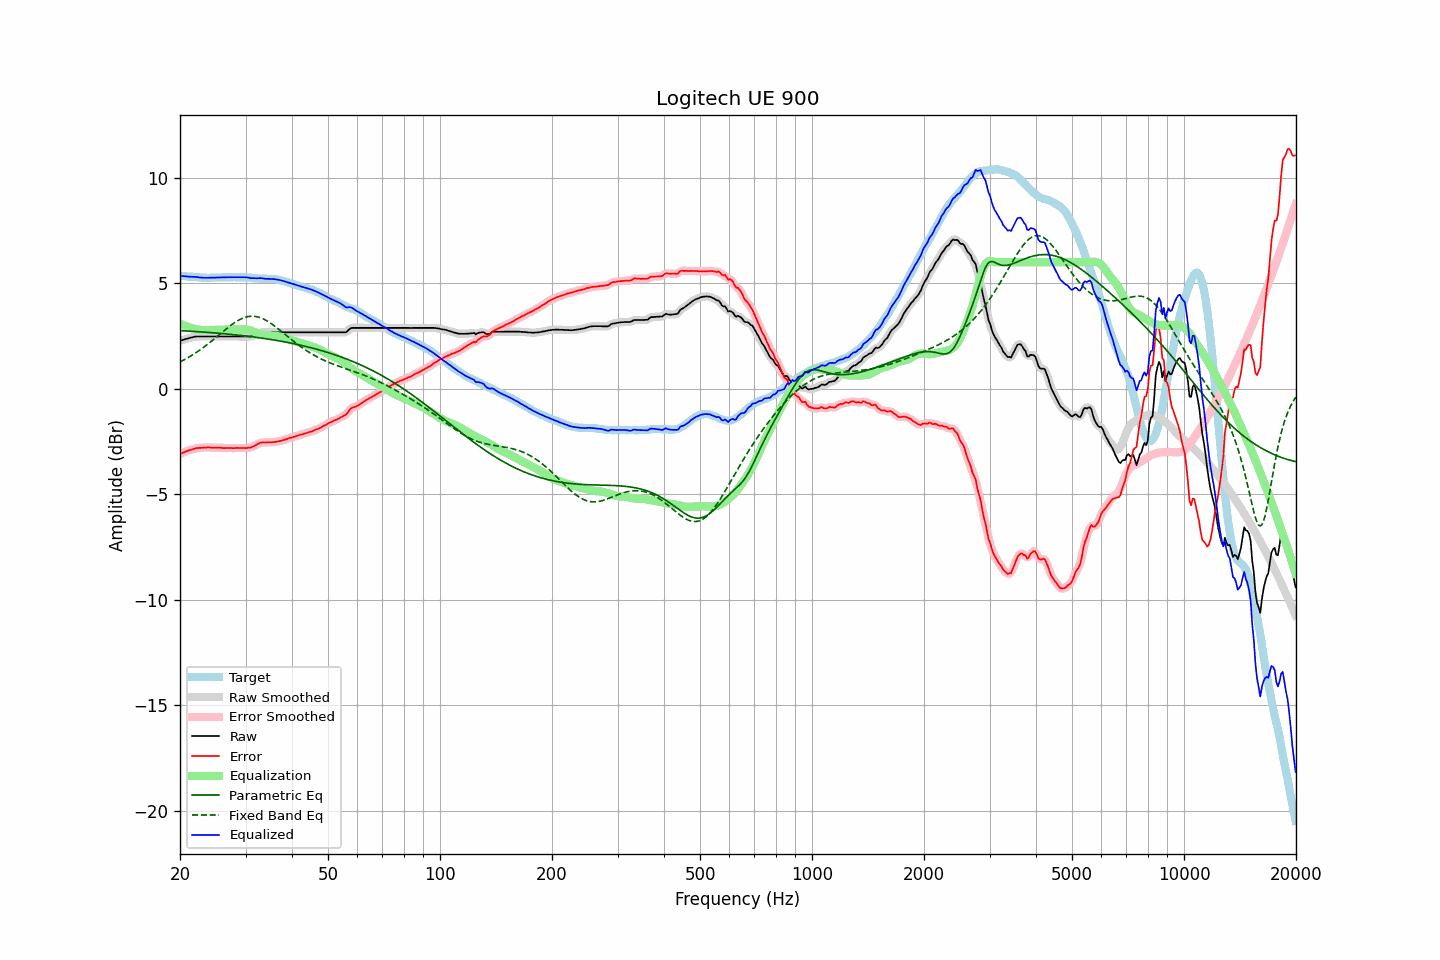 Logitech UE 900
Amplitude (dBr)
10
5
0
−5
−10
−15
−20
Target
Raw Smoothed
Error Smoothed
Raw
Error
Equalization
Parametric Eq
Fixed Band Eq
Equalized
20 50 100 200 500 1000 2000 5000 10000 20000
Frequency (Hz)